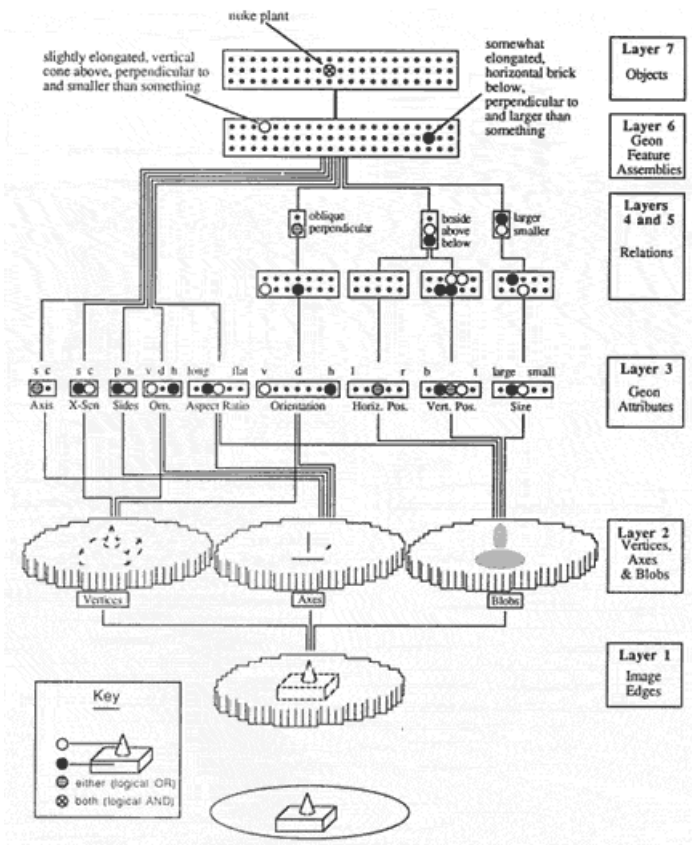 nuke plant
slightly elongated, vertical
cone above, perpendicular to
and smaller than something
somewhat
elongated,
horizontal brick
below,
perpendicular to
and larger than
something
Layer 7
Objects
Layer 6
Geon
Feature
Assemblies
oblique
perpendicular
beside
above
below
larger
smaller
Layers
4 and 5
Relations
s c
s c
p n
v d h
long flat
v d h
l r
b t
large small
Axis
X-Scn
Sides
Orn.
Aspect Ratio
Orientation
Horiz. Pos.
Vert. Pos.
Size
Layer 3
Geon
Attributes
Vertices
Axes
Blobs
Layer 2
Vertices,
Axes
& Blobs
Layer 1
Image
Edges
Key
either (logical OR)
both (logical AND)